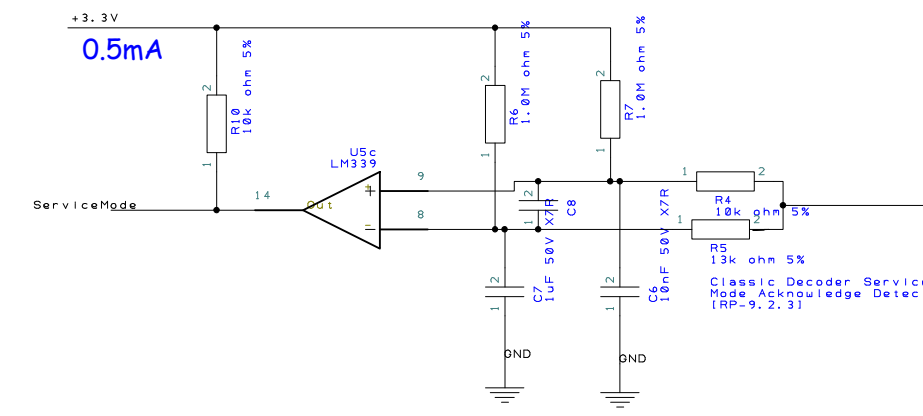 +3.3V
0.5mA
R10
10k ohm 5%
R6
1.0M ohm 5%
R7
1.0M ohm 5%
2
2
2
1
1
1
U5c
LM339
9
8
14
+
-
Out
ServiceMode
1
2
R4
10k ohm 5%
1
2
R5
13k ohm 5%
2
1
C8
2
1
C7
1uF 50V X7R
2
1
C6
10nF 50V X7R
Classic Decoder Service
Mode Acknowledge Detec
[RP-9.2.3]
GND
GND